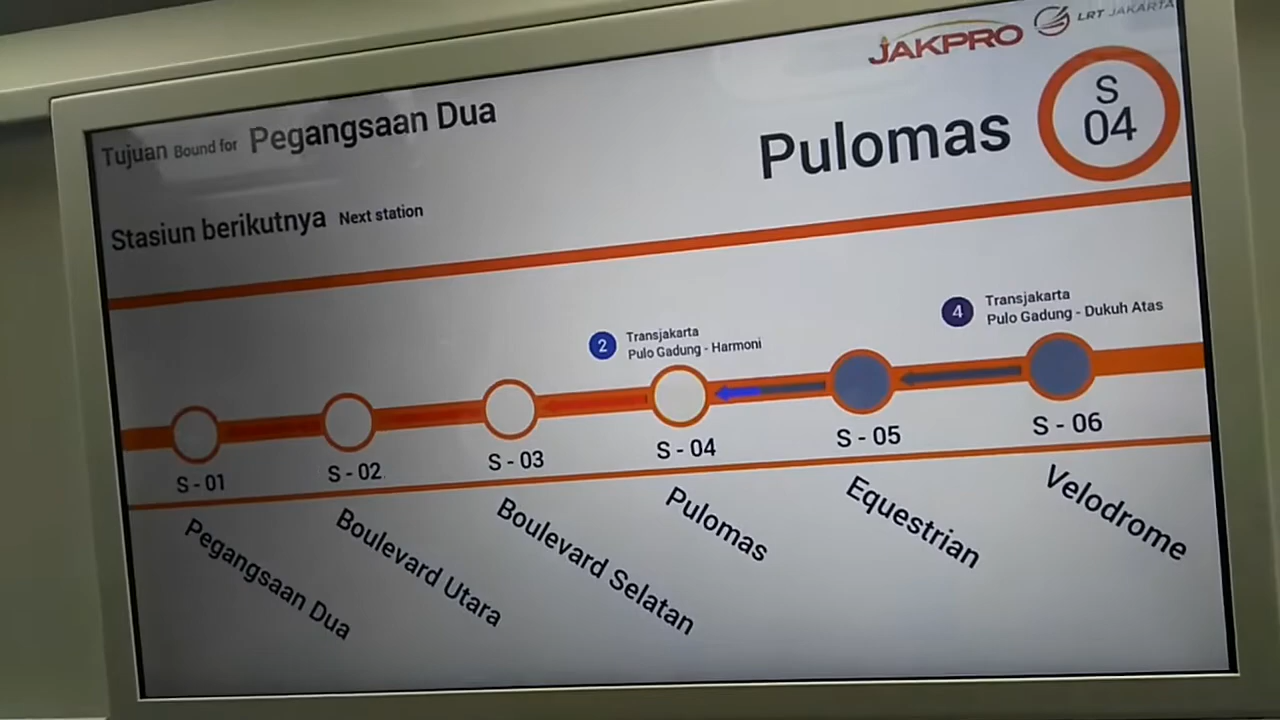 JAKPRO
LRT JAKARTA
Tujuan Bound for Pegangsaan Dua
Pulomas
S
04
Stasiun berikutnya Next station
2
Transjakarta
Pulo Gadung - Harmoni
4
Transjakarta
Pulo Gadung - Dukuh Atas
S - 01
S - 02
S - 03
S - 04
S - 05
S - 06
Pegangsaan Dua
Boulevard Utara
Boulevard Selatan
Pulomas
Equestrian
Velodrome